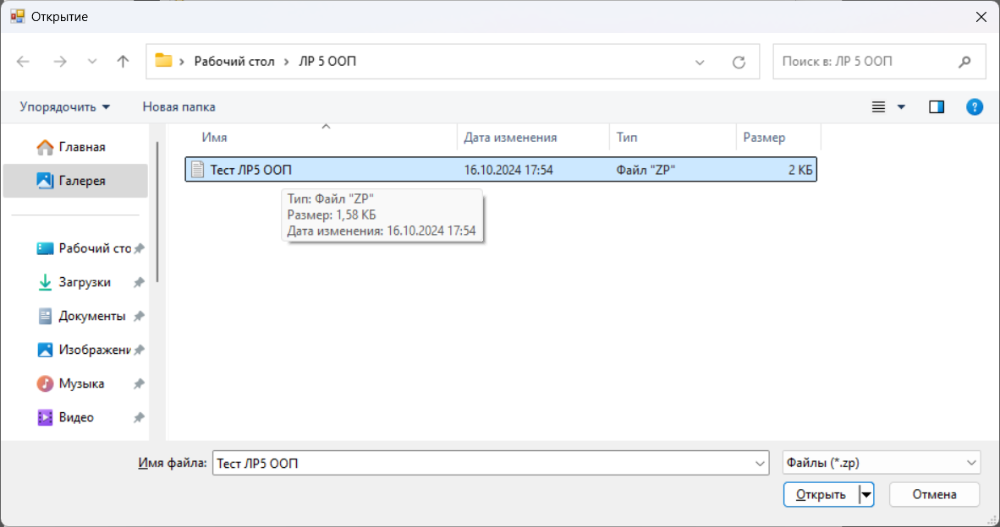 Открытие
Рабочий стол > ЛР 5 ООП
Поиск в: ЛР 5 ООП
Упорядочить
Новая папка
Имя Дата изменения Тип Размер
Главная
Галерея
Тест ЛР5 ООП 16.10.2024 17:54 Файл "ZP" 2 КБ
Тип: Файл "ZP"
Размер: 1,58 КБ
Дата изменения: 16.10.2024 17:54
Рабочий сто
Загрузки
Документы
Изображени
Музыка
Видео
Имя файла: Тест ЛР5 ООП Файлы (*.zp)
Открыть Отмена